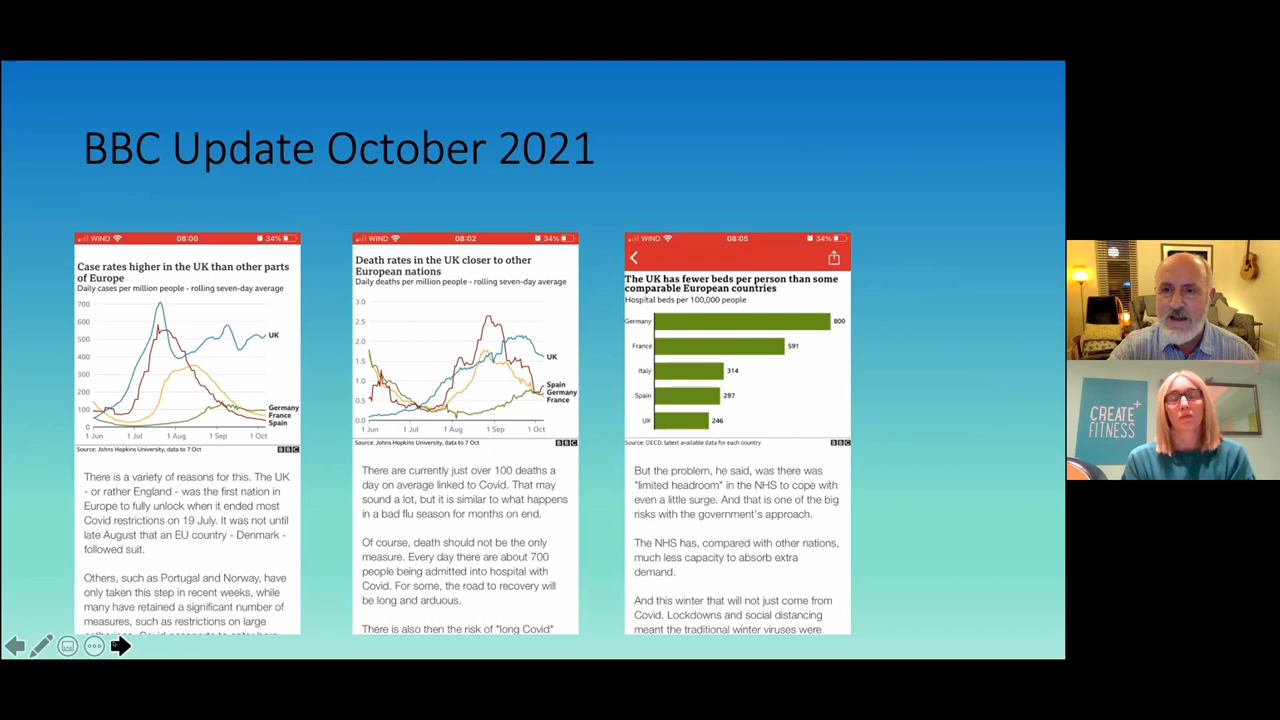 BBC Update October 2021
WIND 08:00 34%
Case rates higher in the UK than other parts
of Europe
Daily cases per million people - rolling seven-day average
700
600
500
400
300
200
100
0
UK
Germany
France
Spain
1 Jun 1 Jul 1 Aug 1 Sep 1 Oct
Source: Johns Hopkins University, data to 7 Oct BBC
There is a variety of reasons for this. The UK
- or rather England - was the first nation in
Europe to fully unlock when it ended most
Covid restrictions on 19 July. It was not until
late August that an EU country - Denmark -
followed suit.
Others, such as Portugal and Norway, have
only taken this step in recent weeks, while
many have retained a significant number of
measures, such as restrictions on large
WIND 08:02 34%
Death rates in the UK closer to other
European nations
Daily deaths per million people - rolling seven-day average
3.0
2.5
2.0
1.5
1.0
0.5
0.0
UK
Spain
Germany
France
1 Jun 1 Jul 1 Aug 1 Sep 1 Oct
Source: Johns Hopkins University, data to 7 Oct BBC
There are currently just over 100 deaths a
day on average linked to Covid. That may
sound a lot, but it is similar to what happens
in a bad flu season for months on end.
Of course, death should not be the only
measure. Every day there are about 700
people being admitted into hospital with
Covid. For some, the road to recovery will
be long and arduous.
There is also then the risk of "long Covid"
WIND 08:05 34%
The UK has fewer beds per person than some
comparable European countries
Hospital beds per 100,000 people
Germany 800
France 591
Italy 314
Spain 297
UK 246
Source: OECD, latest available data for each country BBC
But the problem, he said, was there was
"limited headroom" in the NHS to cope with
even a little surge. And that is one of the big
risks with the government's approach.
The NHS has, compared with other nations,
much less capacity to absorb extra
demand.
And this winter that will not just come from
Covid. Lockdowns and social distancing
meant the traditional winter viruses were
CREATE+
FITNESS